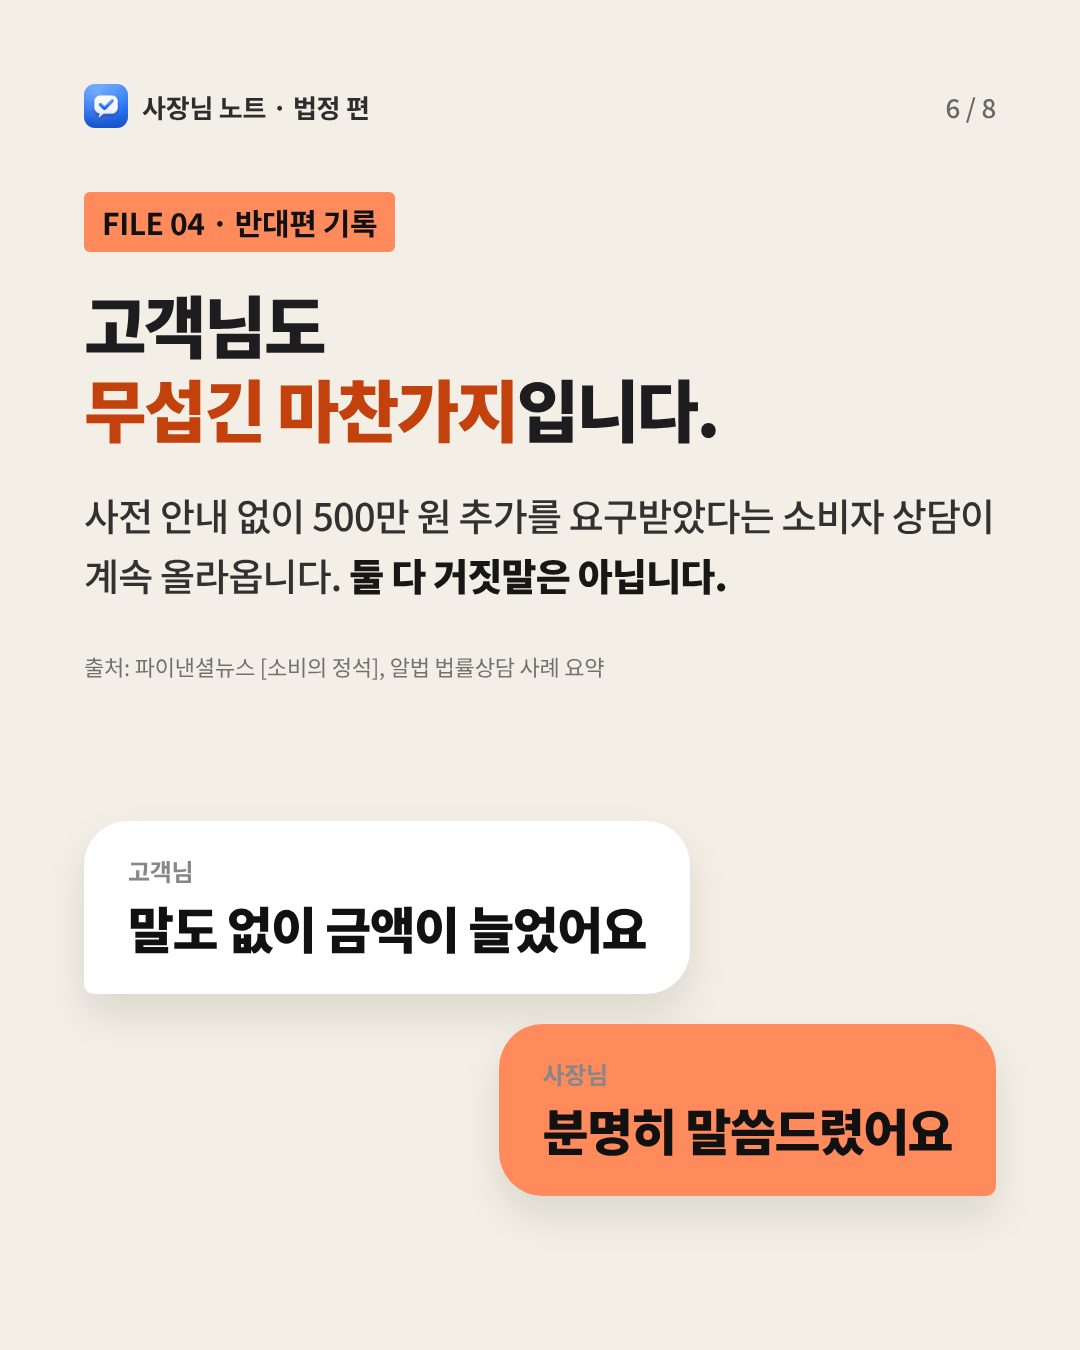 사장님 노트 · 법정 편
6 / 8
FILE 04 · 반대편 기록
고객님도
무섭긴 마찬가지입니다.
사전 안내 없이 500만 원 추가를 요구받았다는 소비자 상담이
계속 올라옵니다. 둘 다 거짓말은 아닙니다.
출처: 파이낸셜뉴스 [소비의 정석], 알법 법률상담 사례 요약
고객님
말도 없이 금액이 늘었어요
사장님
분명히 말씀드렸어요